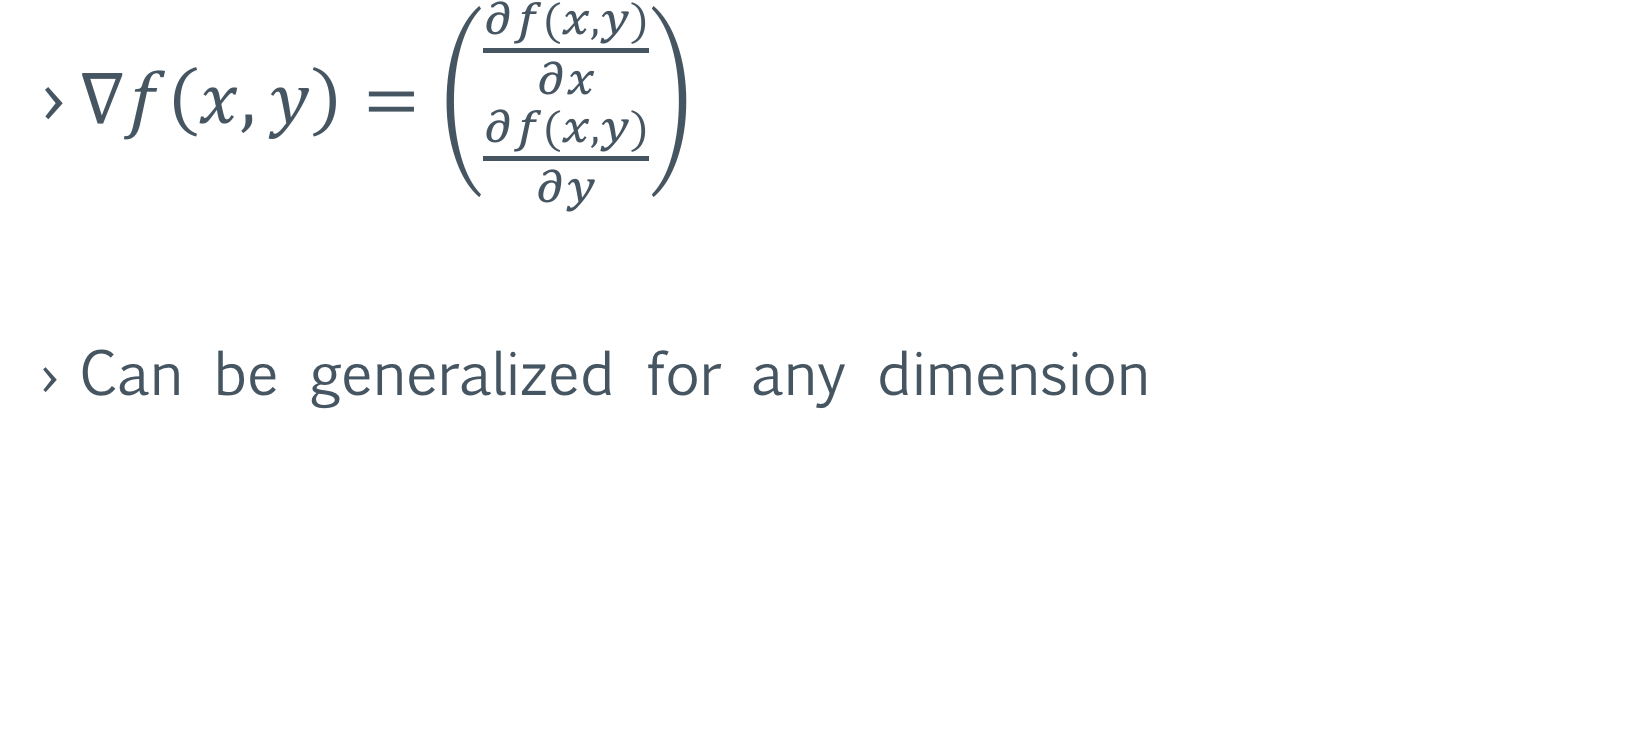 › ∇f(x, y) = (∂f(x,y)/∂x ∂f(x,y)/∂y)
› Can be generalized for any dimension